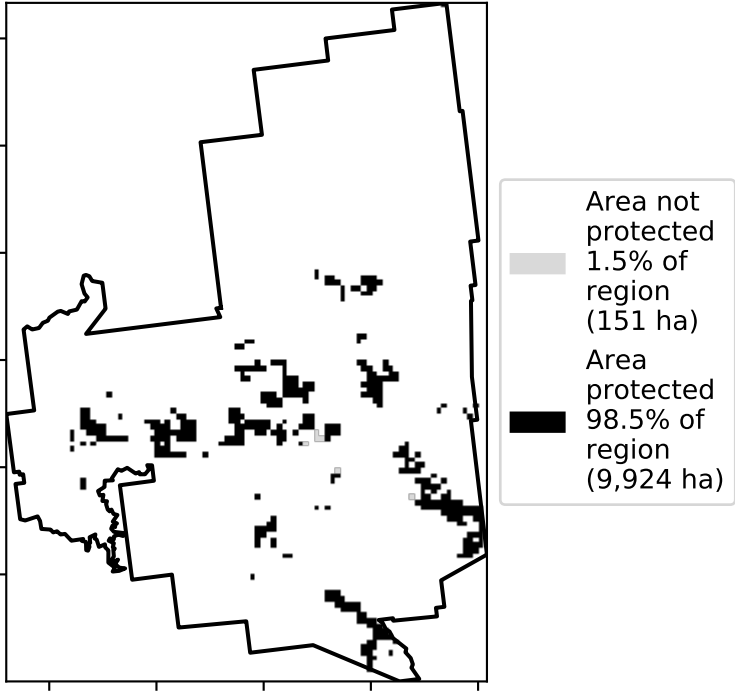 Area not
protected
1.5% of
region
(151 ha)
Area
protected
98.5% of
region
(9,924 ha)